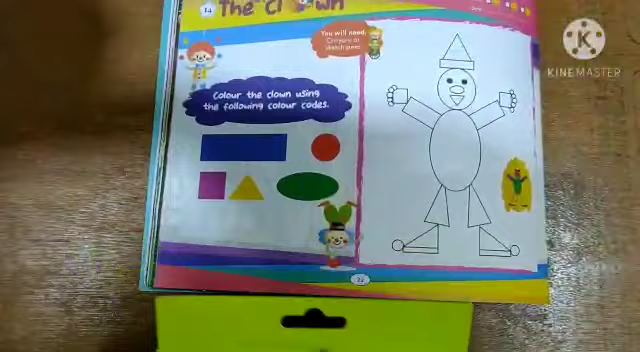 14 The Clown
You will need:
Crayons or
sketch pens
Colour the clown using
the following colour codes.
22
K
KINEMASTER